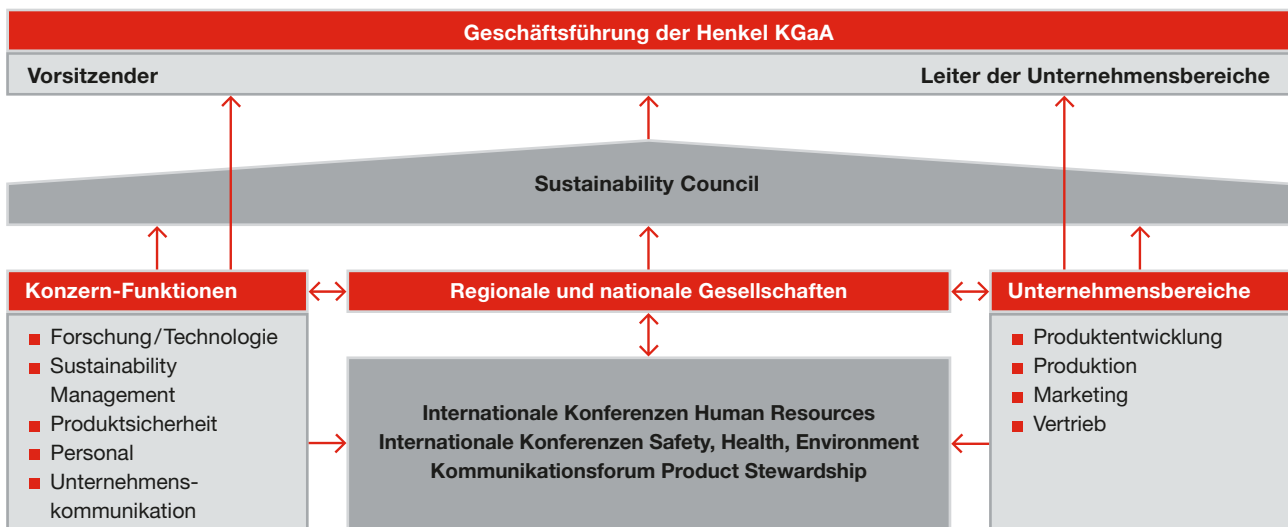 Geschäftsführung der Henkel KGaA
Vorsitzender
Leiter der Unternehmensbereiche
Sustainability Council
Konzern-Funktionen
Forschung/Technologie
Sustainability
Management
Produktsicherheit
Personal
Unternehmens-
kommunikation
Regionale und nationale Gesellschaften
Internationale Konferenzen Human Resources
Internationale Konferenzen Safety, Health, Environment
Kommunikationsforum Product Stewardship
Unternehmensbereiche
Produktentwicklung
Produktion
Marketing
Vertrieb